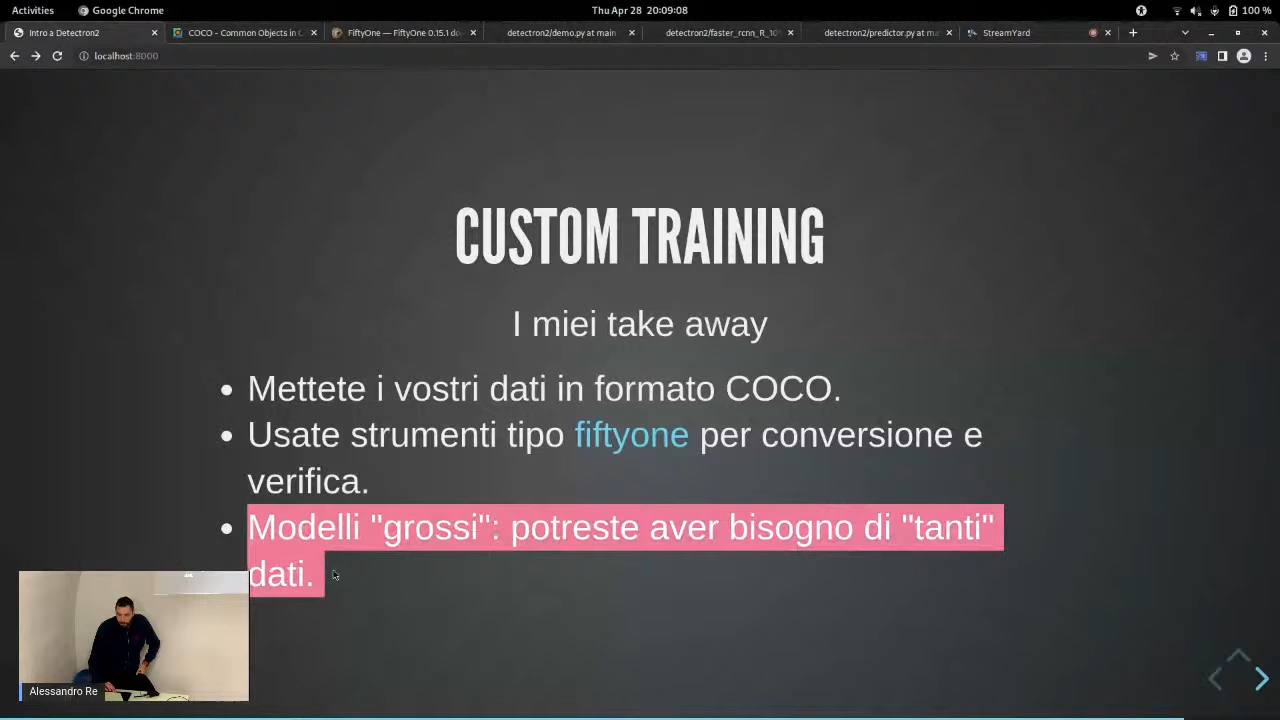 Activities
Google Chrome
Thu Apr 28 20:09:08
100 %
Intro a Detectron2
COCO - Common Objects in C
FiftyOne — FiftyOne 0.15.1 do
detectron2/demo.py at main
detectron2/faster_rcnn_R_10
detectron2/predictor.py at ma
StreamYard
localhost:8000
CUSTOM TRAINING
I miei take away
Mettete i vostri dati in formato COCO.
Usate strumenti tipo fiftyone per conversione e
verifica.
Modelli "grossi": potreste aver bisogno di "tanti"
dati.
Alessandro Re